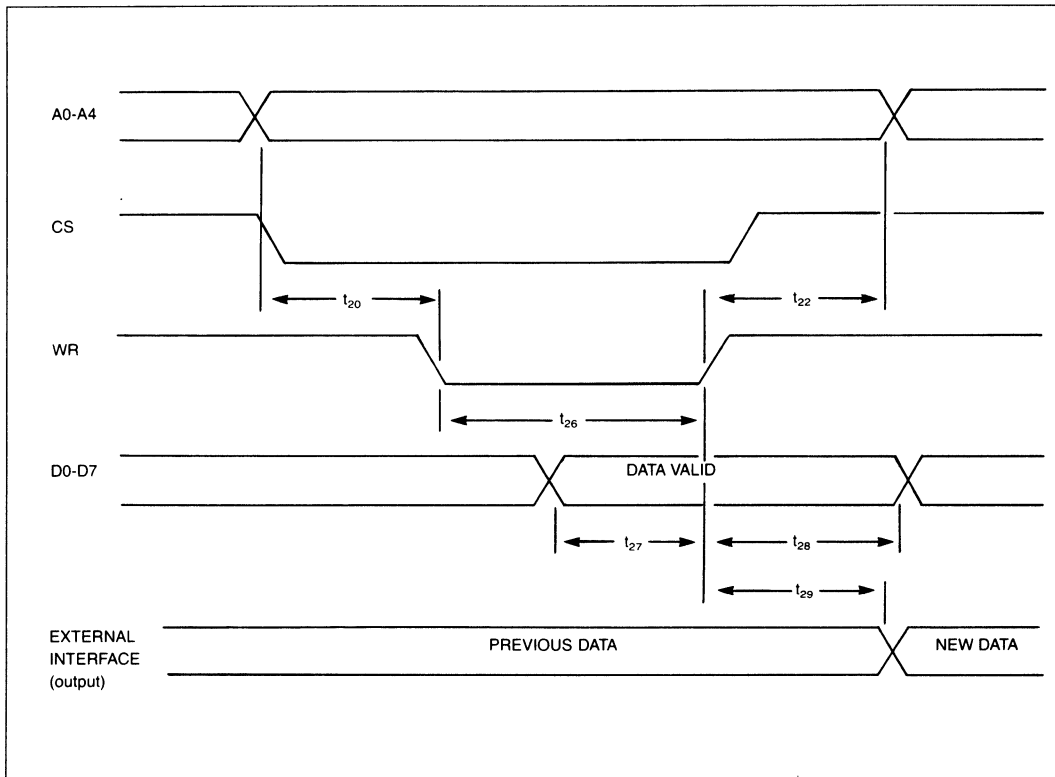 A0-A4
CS
t20
t22
WR
t26
D0-D7
DATA VALID
t27
t28
t29
EXTERNAL
INTERFACE
(output)
PREVIOUS DATA
NEW DATA